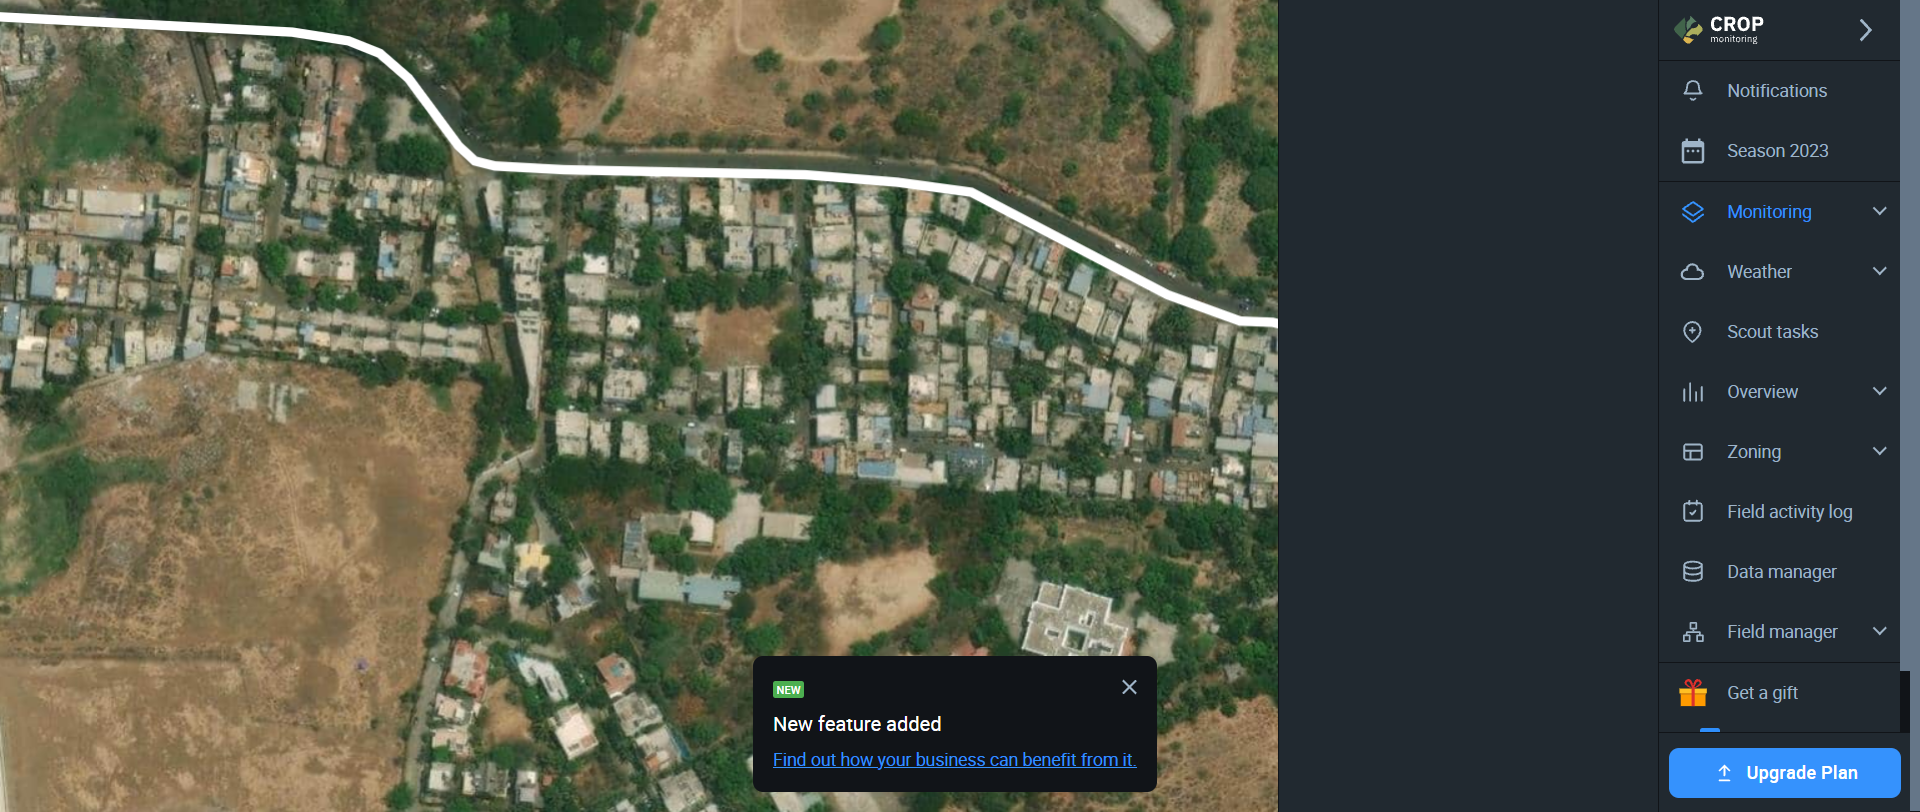 CROP
monitoring
Notifications
Season 2023
Monitoring
Weather
Scout tasks
Overview
Zoning
Field activity log
Data manager
Field manager
Get a gift
Upgrade Plan
NEW
New feature added
Find out how your business can benefit from it.